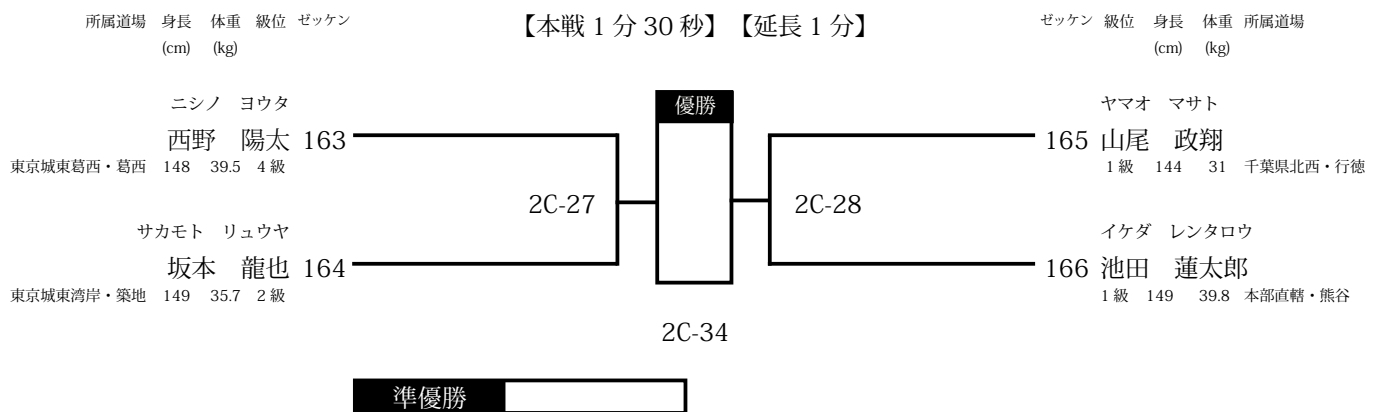 所属道場 身長 体重 級位 ゼッケン 【本戦 1 分 30 秒】【延長 1 分】 ゼッケン 級位 身長 体重 所属道場
(cm) (kg) (cm) (kg)
ニシノ ヨウタ
西野 陽太 163
東京城東葛西・葛西 148 39.5 4 級
サカモト リュウヤ
坂本 龍也 164
東京城東湾岸・築地 149 35.7 2 級
2C-27
優勝
2C-28
2C-34
ヤマオ マサト
165 山尾 政翔
1 級 144 31 千葉県北西・行徳
イケダ レンタロウ
166 池田 蓮太郎
1 級 149 39.8 本部直轄・熊谷
準優勝